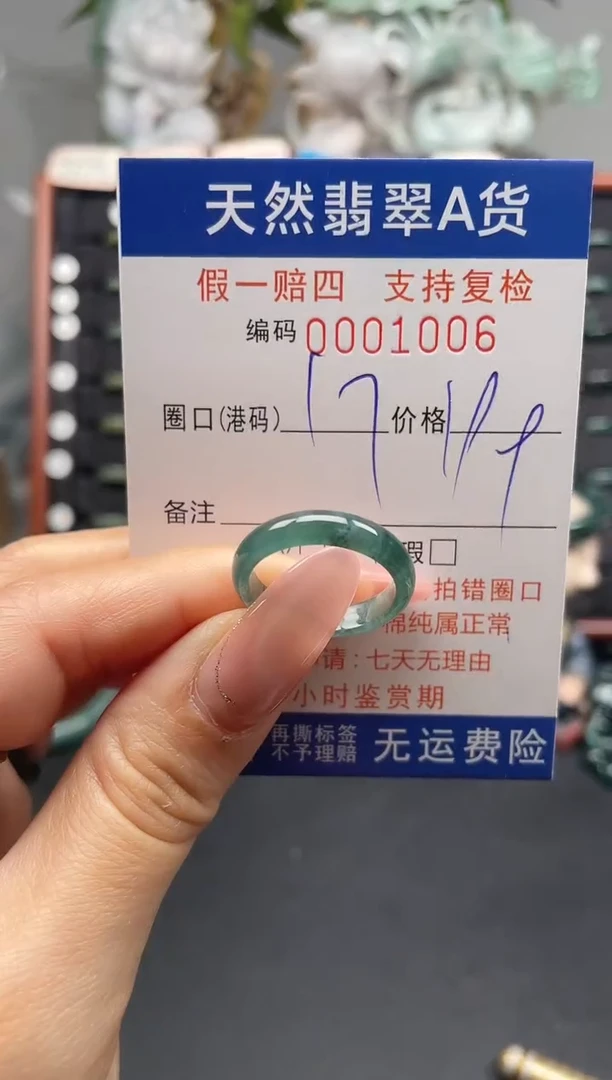 天然翡翠A货
假一赔四 支持复检
编码 0001006
圈口(港码) 17 价格
备注
假□
拍错圈口
棉纯属正常
请:七天无理由
小时鉴赏期
再撕标签
不予理赔
无运费险